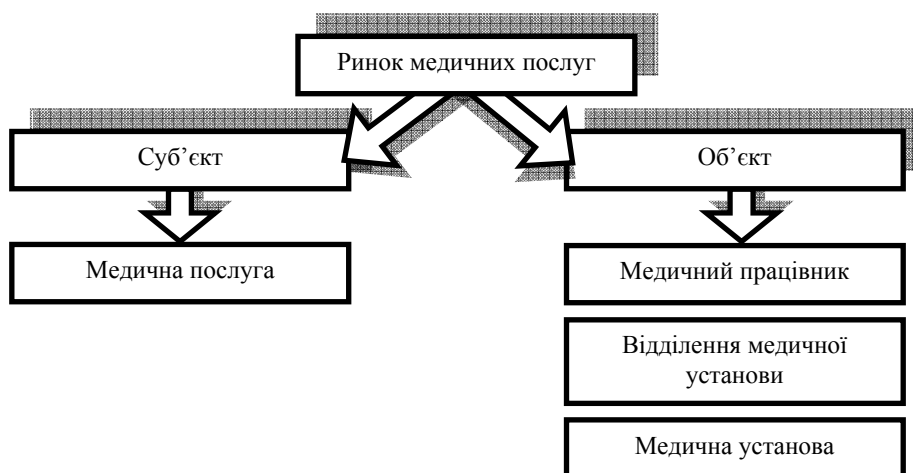 Ринок медичних послуг
Суб’єкт
Об’єкт
Медична послуга
Медичний працівник
Відділення медичної
установи
Медична установа